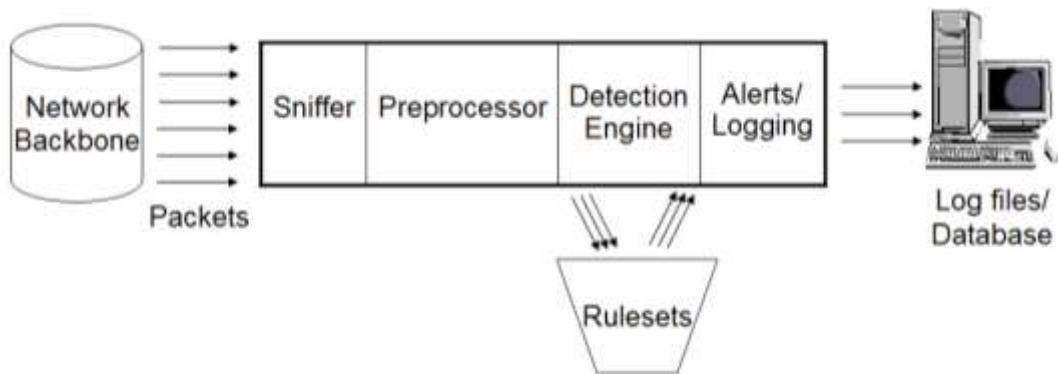 Network
Backbone
Packets
Sniffer
Preprocessor
Detection
Engine
Alerts/
Logging
Rulesets
Log files/
Database